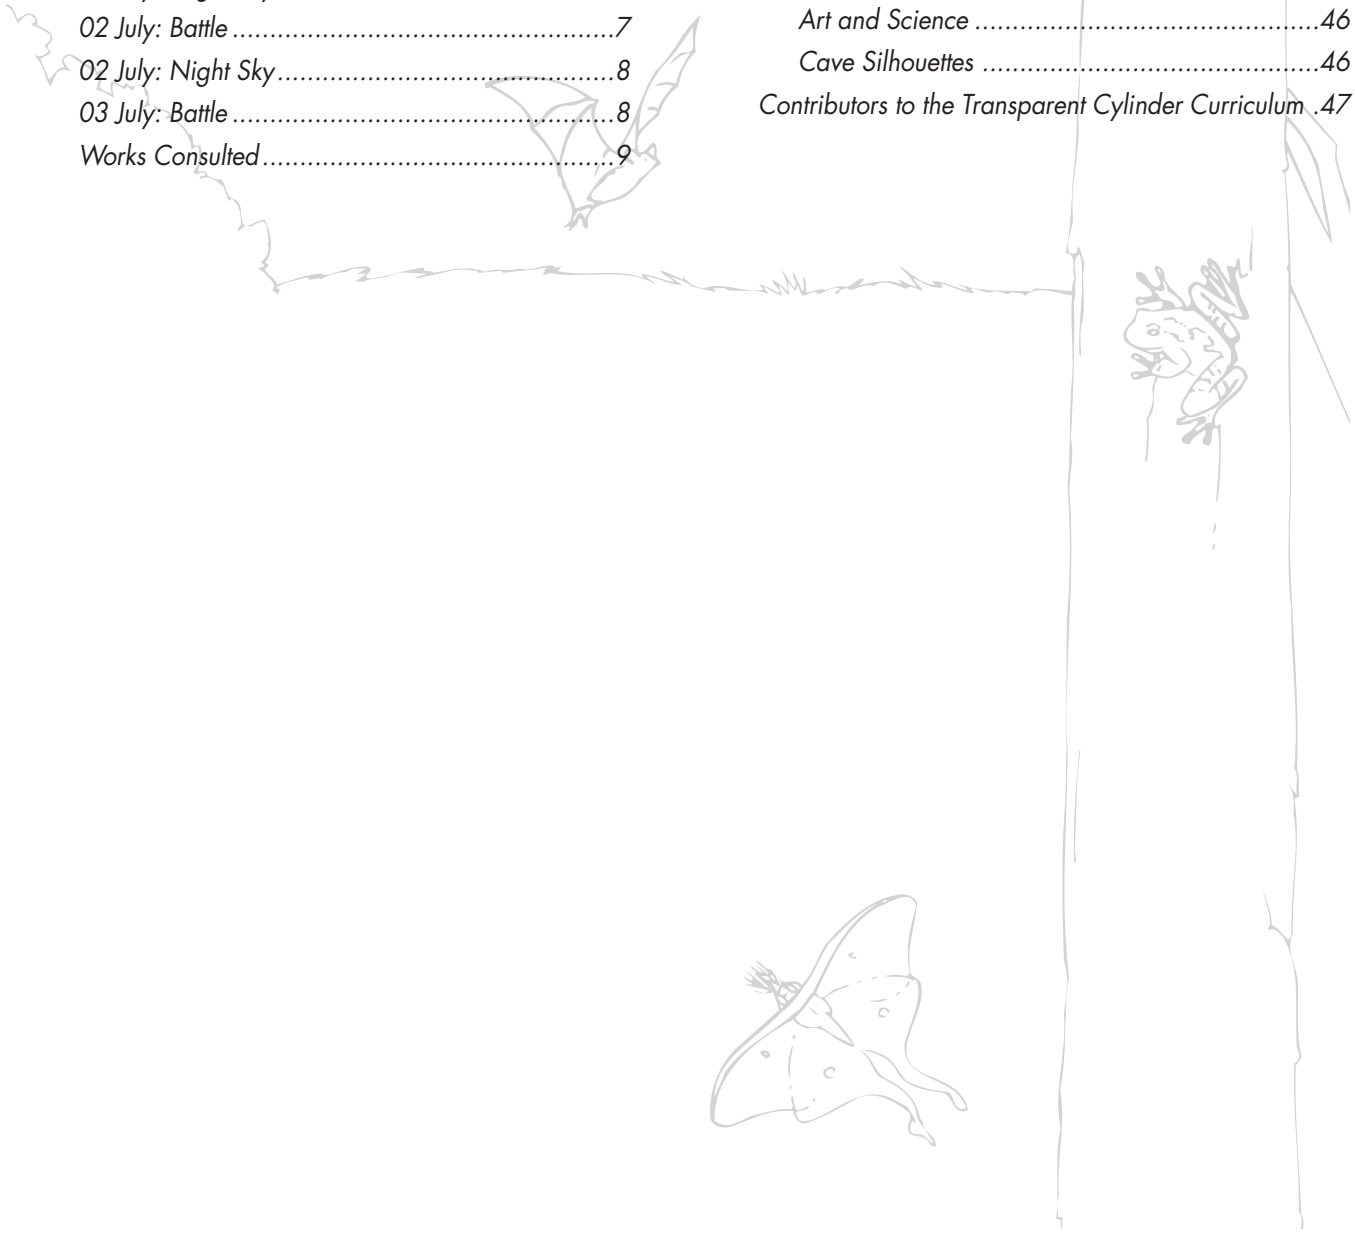 02 July: Battle ...................................................7
02 July: Night Sky.............................................8
03 July: Battle ...................................................8
Works Consulted...............................................9
Art and Science ..............................................46
Cave Silhouettes .............................................46
Contributors to the Transparent Cylinder Curriculum .47